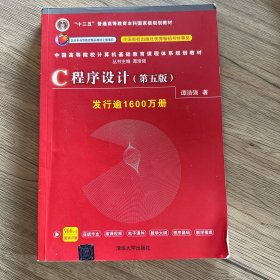 "十二五"普通高等教育本科国家级规划教材
中国高等院校计算机基础教育课程体系规划教材
丛书主编 谭浩强
C程序设计（第五版）
谭浩强 著
发行逾1600万册
清华大学出版社